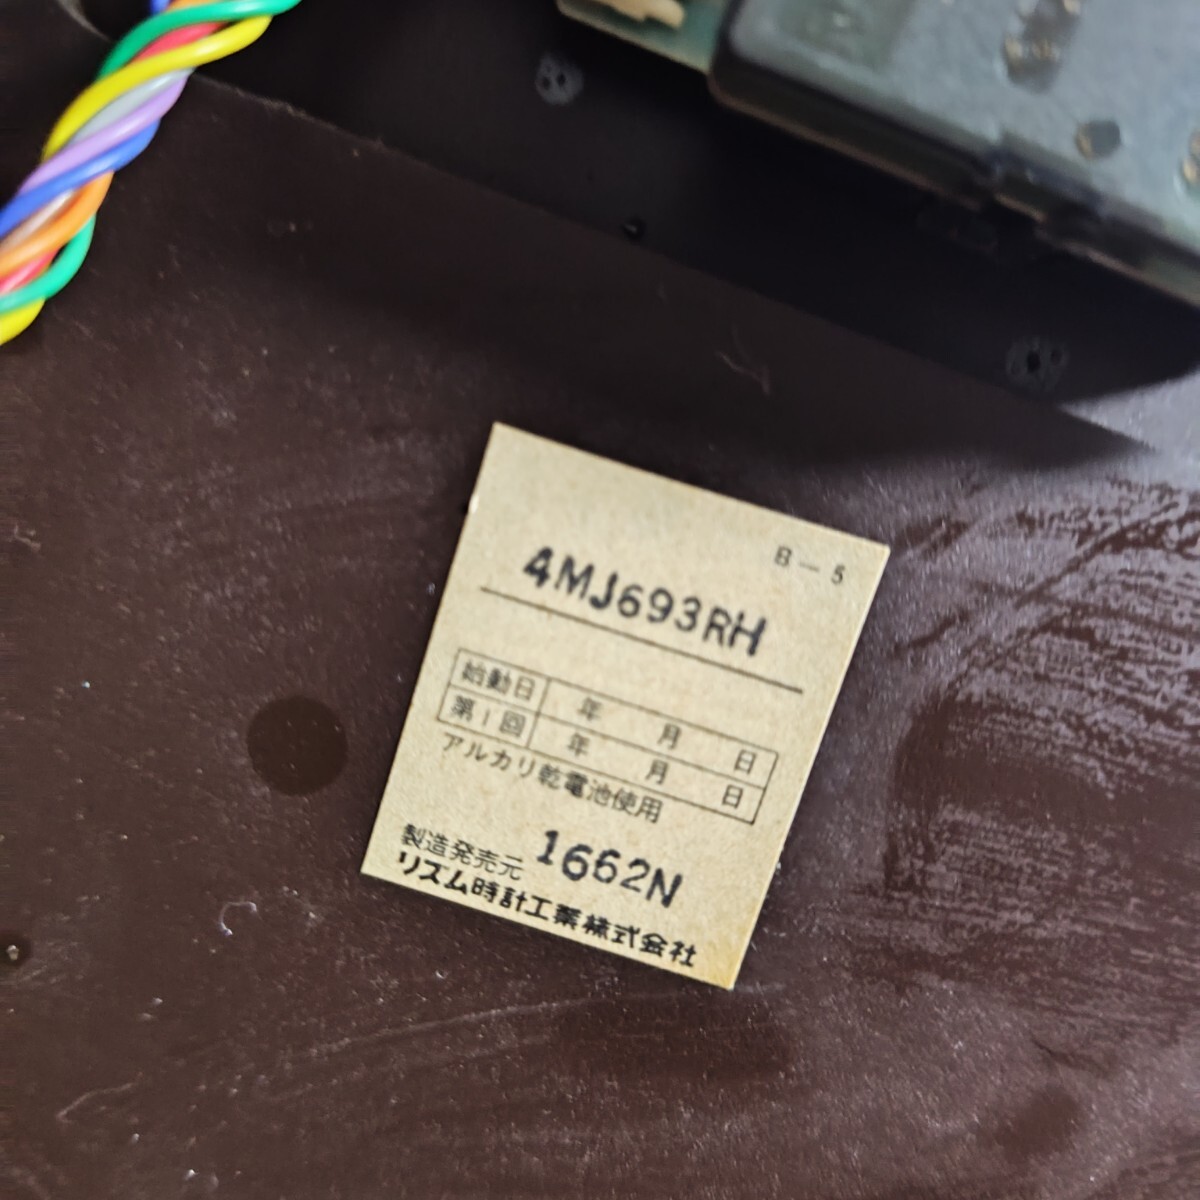 B-5
4MJ693RH
始動日 年 月 日
第1回 年 月 日
アルカリ乾電池使用
製造発売元 1662N
リズム時計工業株式会社